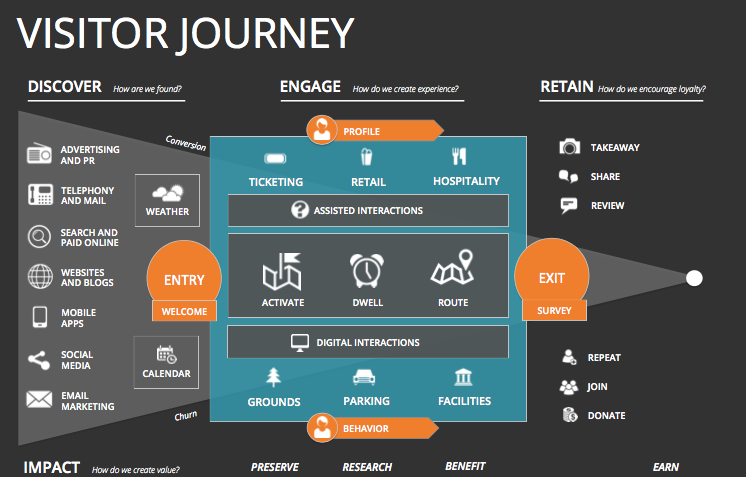 VISITOR JOURNEY
DISCOVER How are we found?
ENGAGE How do we create experience?
RETAIN How do we encourage loyalty?
Conversion
ADVERTISING
AND PR
TELEPHONY
AND MAIL
SEARCH AND
PAID ONLINE
WEBSITES
AND BLOGS
MOBILE
APPS
SOCIAL
MEDIA
EMAIL
MARKETING
WEATHER
ENTRY
WELCOME
CALENDAR
Churn
PROFILE
TICKETING
RETAIL
HOSPITALITY
? ASSISTED INTERACTIONS
ACTIVATE
DWELL
ROUTE
DIGITAL INTERACTIONS
GROUNDS
PARKING
FACILITIES
BEHAVIOR
EXIT
SURVEY
TAKEAWAY
SHARE
REVIEW
REPEAT
JOIN
DONATE
IMPACT How do we create value?
PRESERVE
RESEARCH
BENEFIT
EARN